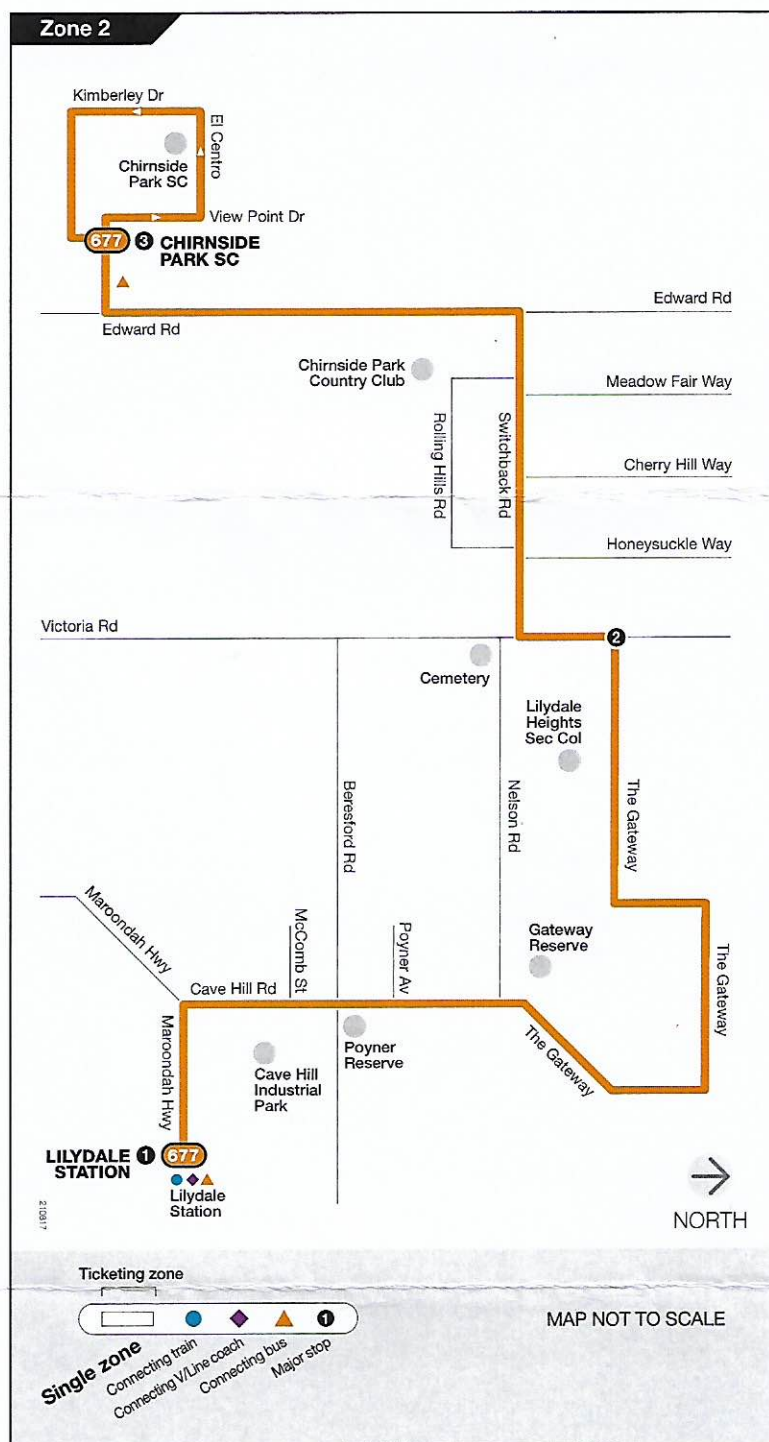 Zone 2
Kimberley Dr
El Centro
Chirnside
Park SC
View Point Dr
677 3 CHIRNSIDE
PARK SC
Edward Rd
Edward Rd
Chirnside Park
Country Club
Meadow Fair Way
Rolling Hills Rd
Switchback Rd
Cherry Hill Way
Honeysuckle Way
Victoria Rd
2
Cemetery
Lilydale
Heights
Sec Col
Beresford Rd
Nelson Rd
The Gateway
Maroondah Hwy
McComb St
Poyner Av
Gateway
Reserve
The Gateway
Cave Hill Rd
Maroondah Hwy
Cave Hill
Industrial
Park
Poyner
Reserve
The Gateway
LILYDALE
STATION
1 677
Lilydale
Station
210817
NORTH
Ticketing zone
1
Single zone
Connecting train
Connecting V/Line coach
Connecting bus
Major stop
MAP NOT TO SCALE